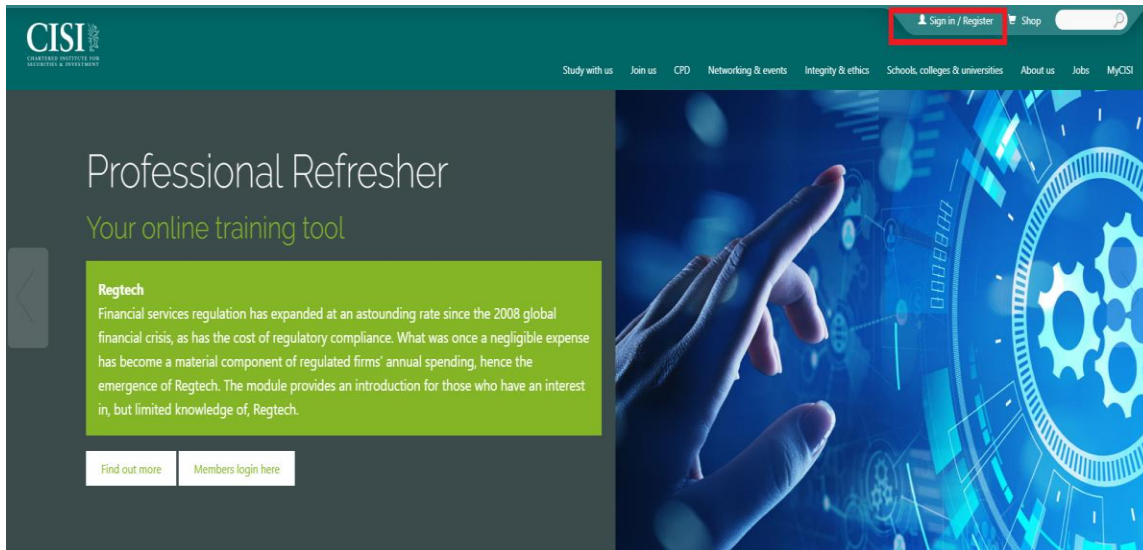 Sign in / Register Shop
CISI
CHARTERED INSTITUTE FOR
SECURITIES & INVESTMENT
Study with us Join us CPD Networking & events Integrity & ethics Schools, colleges & universities About us Jobs MyCISI
Professional Refresher
Your online training tool
Regtech
Financial services regulation has expanded at an astounding rate since the 2008 global
financial crisis, as has the cost of regulatory compliance. What was once a negligible expense
has become a material component of regulated firms' annual spending, hence the
emergence of Regtech. The module provides an introduction for those who have an interest
in, but limited knowledge of, Regtech.
Find out more Members login here